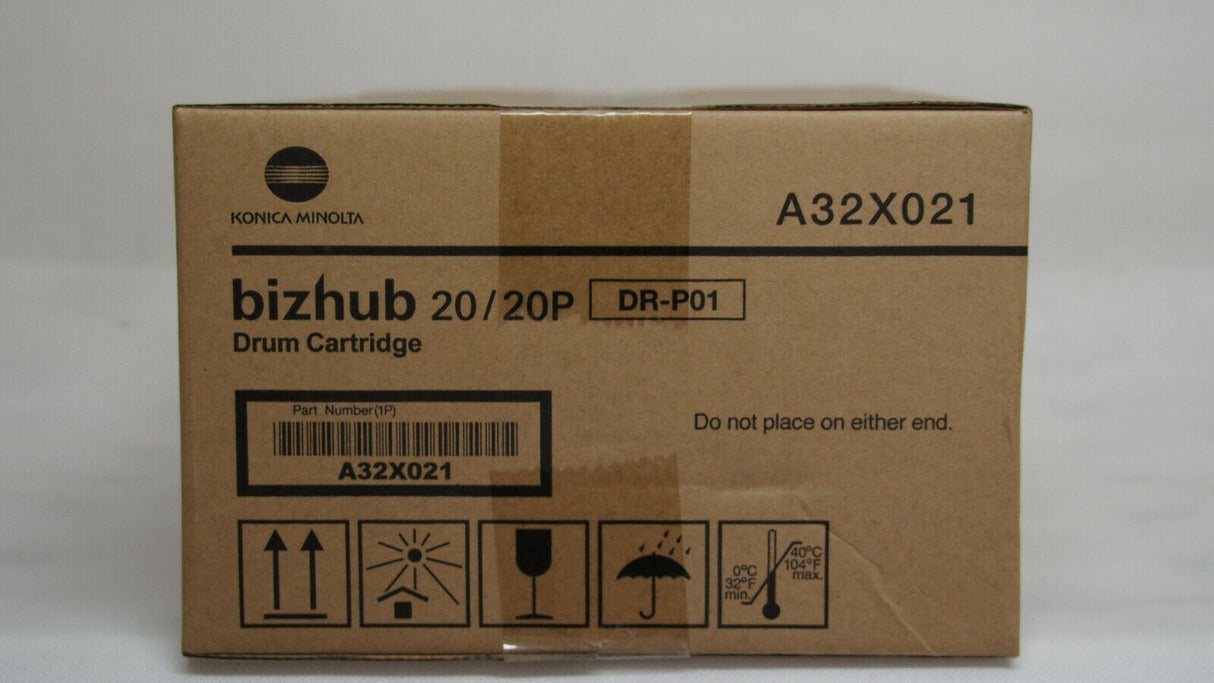 KONICA MINOLTA
A32X021
bizhub 20/20P DR-P01
Drum Cartridge
Part Number(1P)
A32X021
Do not place on either end.
0°C
32°F
min.
40°C
104°F
max.